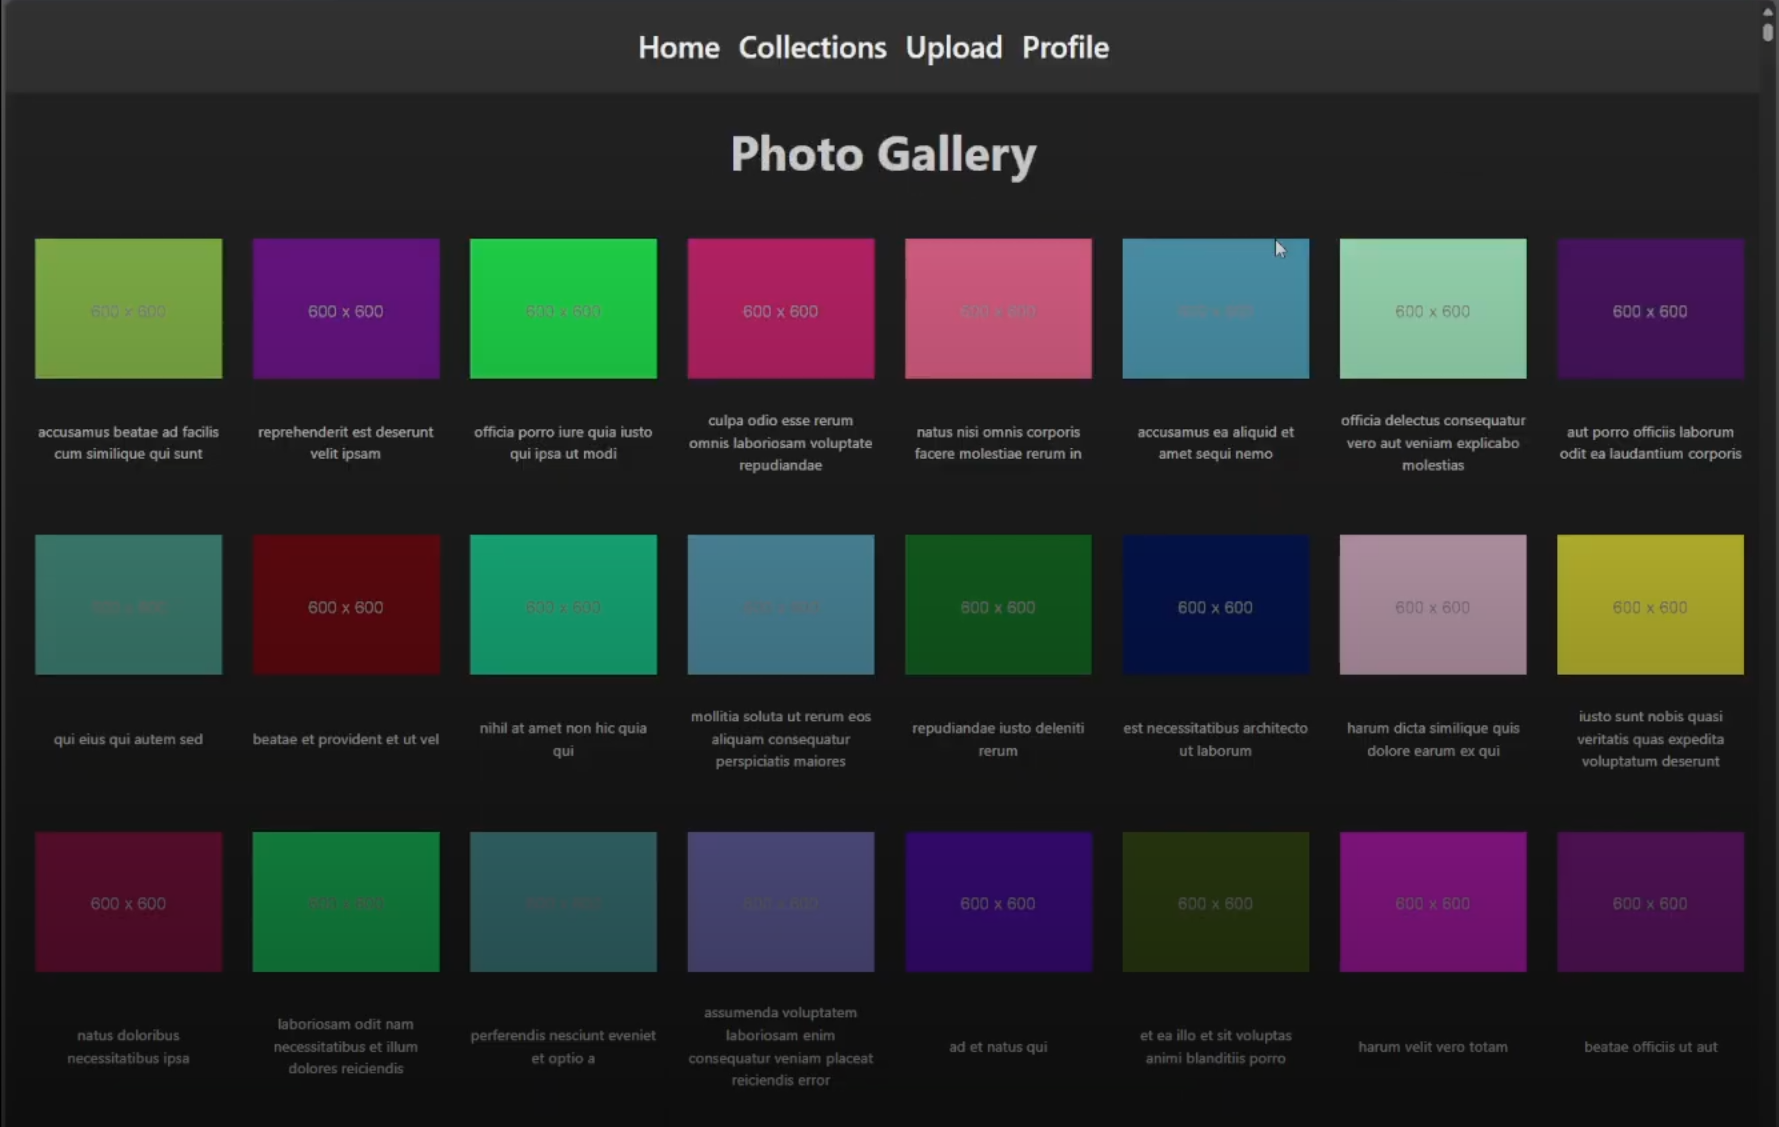 Home Collections Upload Profile
Photo Gallery
600 x 600
600 x 600
600 x 600
600 x 600
600 x 600
600 x 600
600 x 600
600 x 600
accusamus beatae ad facilis
cum similique qui sunt
reprehenderit est deserunt
velit ipsam
officia porro iure quia iusto
qui ipsa ut modi
culpa odio esse rerum
omnis laboriosam voluptate
repudiandae
natus nisi omnis corporis
facere molestiae rerum in
accusamus ea aliquid et
amet sequi nemo
officia delectus consequatur
vero aut veniam explicabo
molestias
aut porro officiis laborum
odit ea laudantium corporis
600 x 600
600 x 600
600 x 600
600 x 600
600 x 600
600 x 600
600 x 600
600 x 600
qui eius qui autem sed
beatae et provident et ut vel
nihil at amet non hic quia
qui
mollitia soluta ut rerum eos
aliquam consequatur
perspiciatis maiores
repudiandae iusto deleniti
rerum
est necessitatibus architecto
ut laborum
harum dicta similique quis
dolore earum ex qui
iusto sunt nobis quasi
veritatis quas expedita
voluptatum deserunt
600 x 600
600 x 600
600 x 600
600 x 600
600 x 600
600 x 600
600 x 600
600 x 600
natus doloribus
necessitatibus ipsa
laboriosam odit nam
necessitatibus et illum
dolores reiciendis
perferendis nesciunt eveniet
et optio a
assumenda voluptatem
laboriosam enim
consequatur veniam placeat
reiciendis error
ad et natus qui
et ea illo et sit voluptas
animi blanditiis porro
harum velit vero totam
beatae officiis ut aut